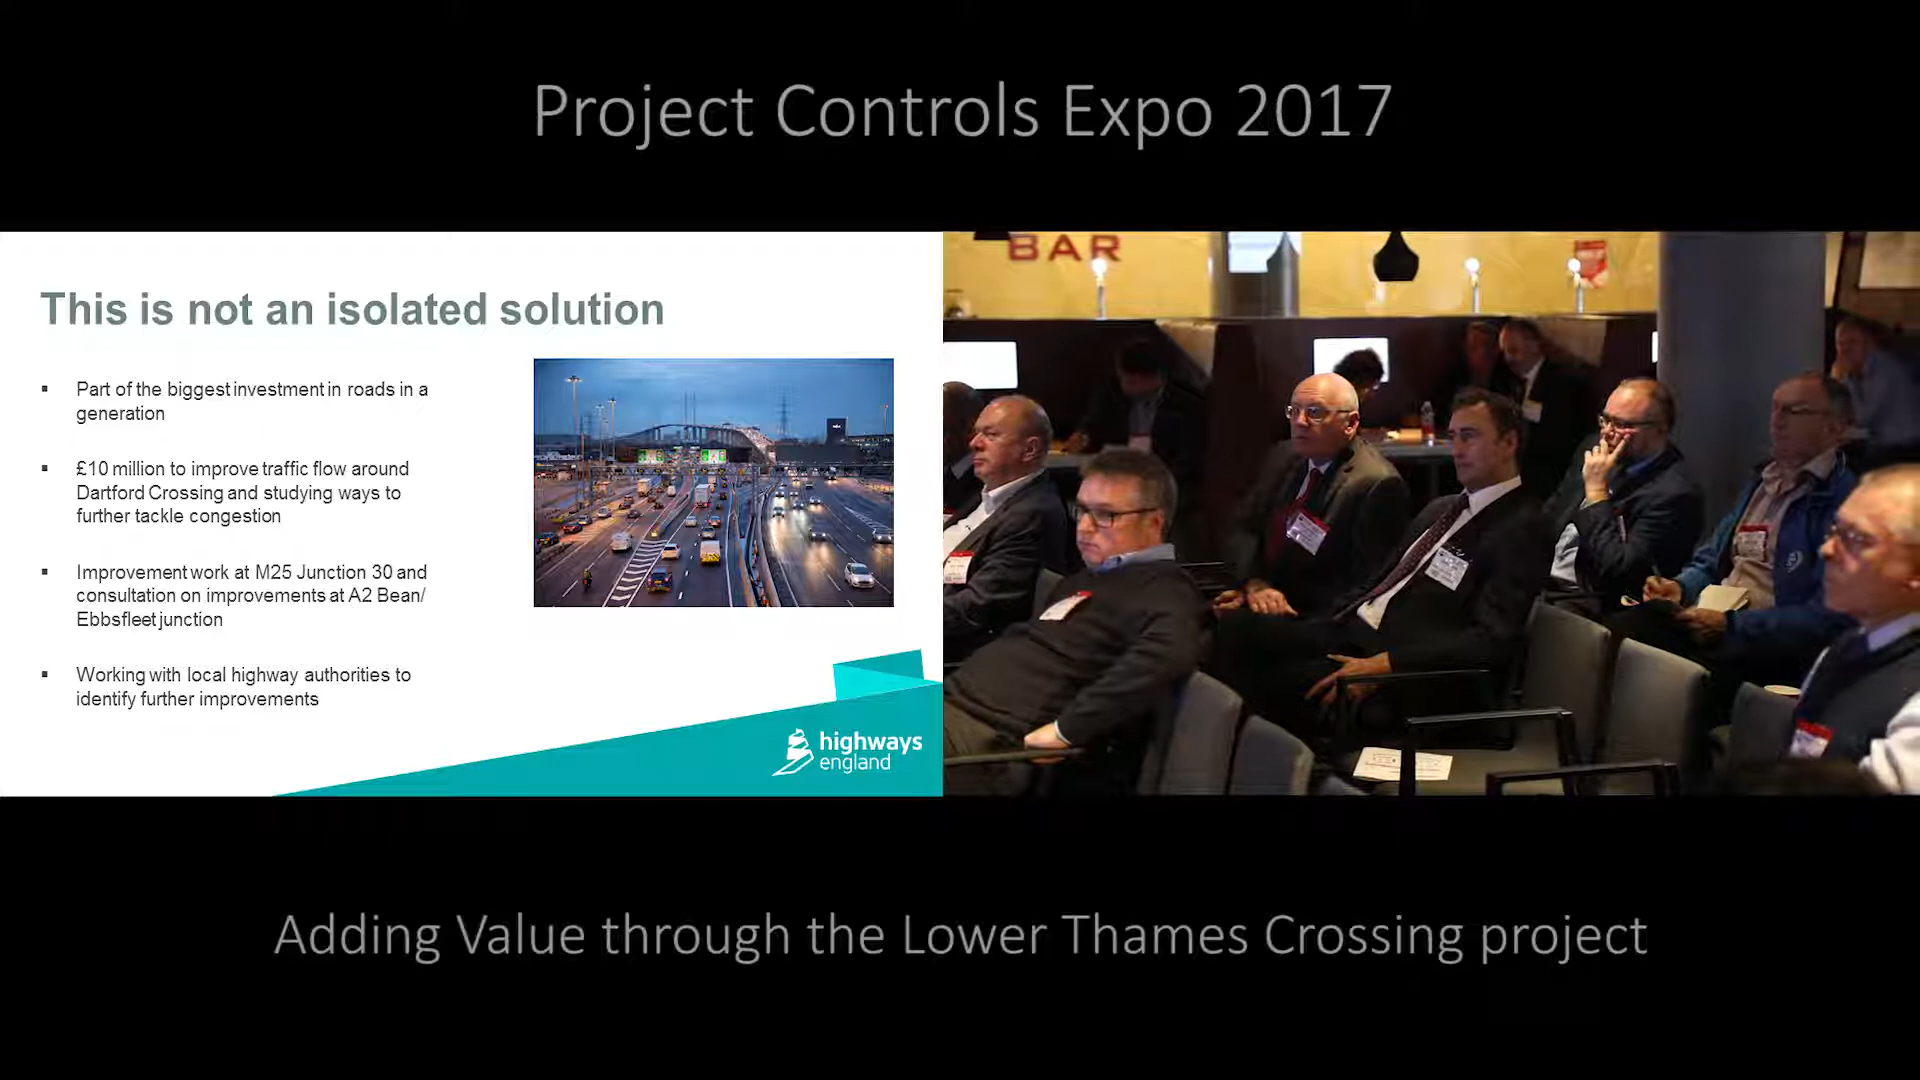 Project Controls Expo 2017
This is not an isolated solution
▪ Part of the biggest investment in roads in a
generation
▪ £10 million to improve traffic flow around
Dartford Crossing and studying ways to
further tackle congestion
▪ Improvement work at M25 Junction 30 and
consultation on improvements at A2 Bean/
Ebbsfleet junction
▪ Working with local highway authorities to
identify further improvements
highways
england
BAR
Adding Value through the Lower Thames Crossing project